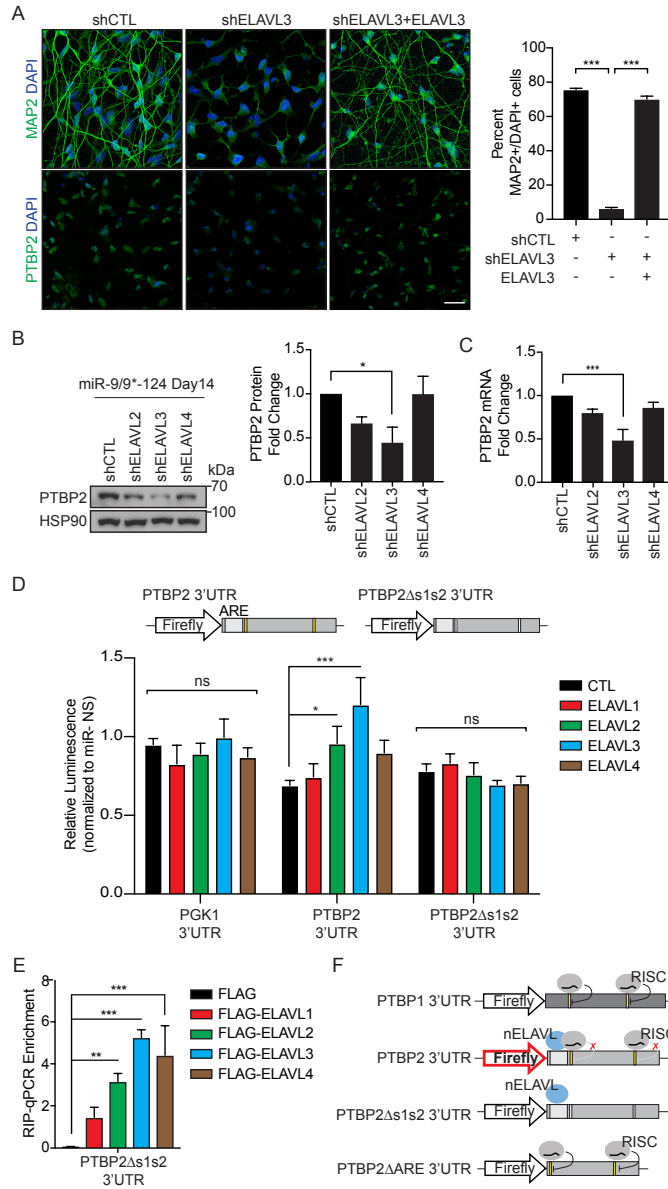 A
shCTL
shELAVL3
shELAVL3+ELAVL3
MAP2 DAPI
PTBP2 DAPI
Percent
MAP2+/DAPI+ cells
100
80
60
40
20
0
***
***
shCTL + - -
shELAVL3 - + +
ELAVL3 - - +
B
miR-9/9*-124 Day14
shCTL
shELAVL2
shELAVL3
shELAVL4
kDa
PTBP2
70
HSP90
100
PTBP2 Protein
Fold Change
1.5
1.0
0.5
0.0
*
shCTL
shELAVL2
shELAVL3
shELAVL4
C
PTBP2 mRNA
Fold Change
1.5
1.0
0.5
0.0
***
shCTL
shELAVL2
shELAVL3
shELAVL4
D
PTBP2 3'UTR
ARE
Firefly
PTBP2Δs1s2 3'UTR
Firefly
Relative Luminescence
(normalized to miR- NS)
1.5
1.0
0.5
0.0
ns
***
*
ns
PGK1
3'UTR
PTBP2
3'UTR
PTBP2Δs1s2
3'UTR
CTL
ELAVL1
ELAVL2
ELAVL3
ELAVL4
E
RIP-qPCR Enrichment
8
6
4
2
0
***
***
**
PTBP2Δs1s2
3'UTR
FLAG
FLAG-ELAVL1
FLAG-ELAVL2
FLAG-ELAVL3
FLAG-ELAVL4
F
RISC
PTBP1 3'UTR
Firefly
nELAVL
RISC
x
x
PTBP2 3'UTR
Firefly
nELAVL
PTBP2Δs1s2 3'UTR
Firefly
RISC
PTBP2ΔARE 3'UTR
Firefly